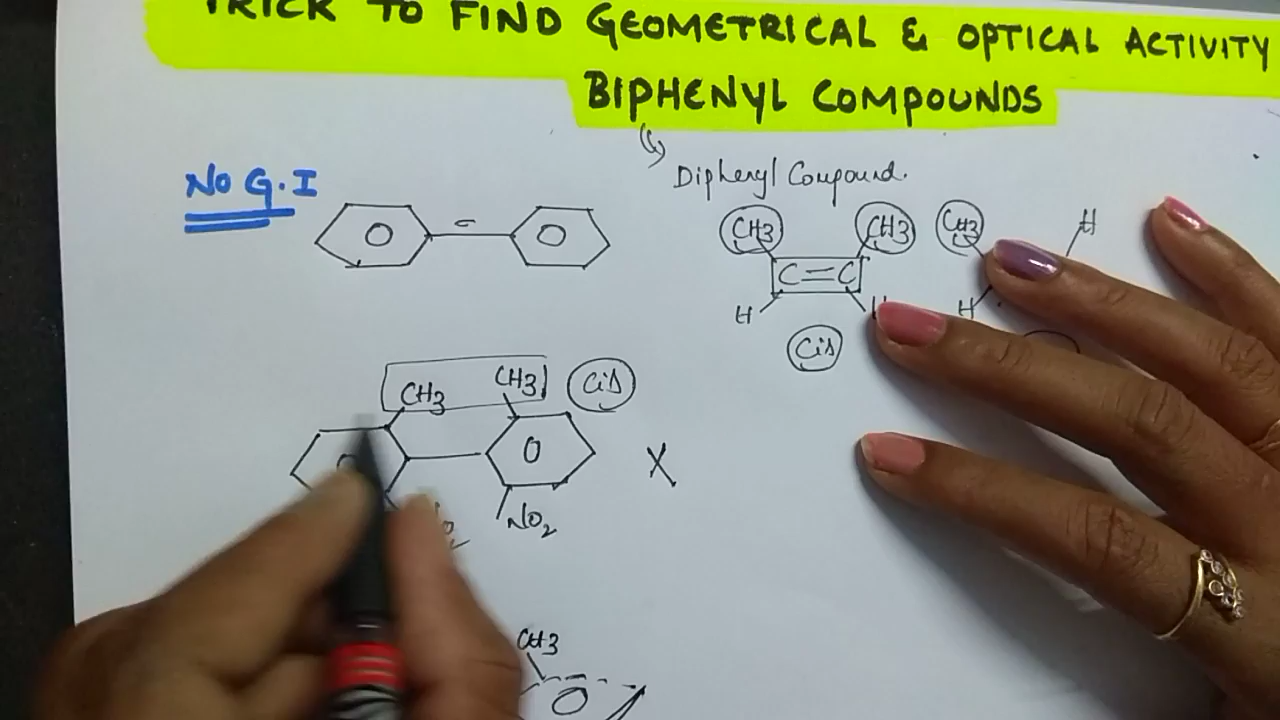 TRICK TO FIND GEOMETRICAL & OPTICAL ACTIVITY
BIPHENYL COMPOUNDS
Diphenyl Compound.
No G.I
CH3 CH3 CH3 H
C=C
H H
Cis
CH3 CH3 Cis
X
NO2
CH3